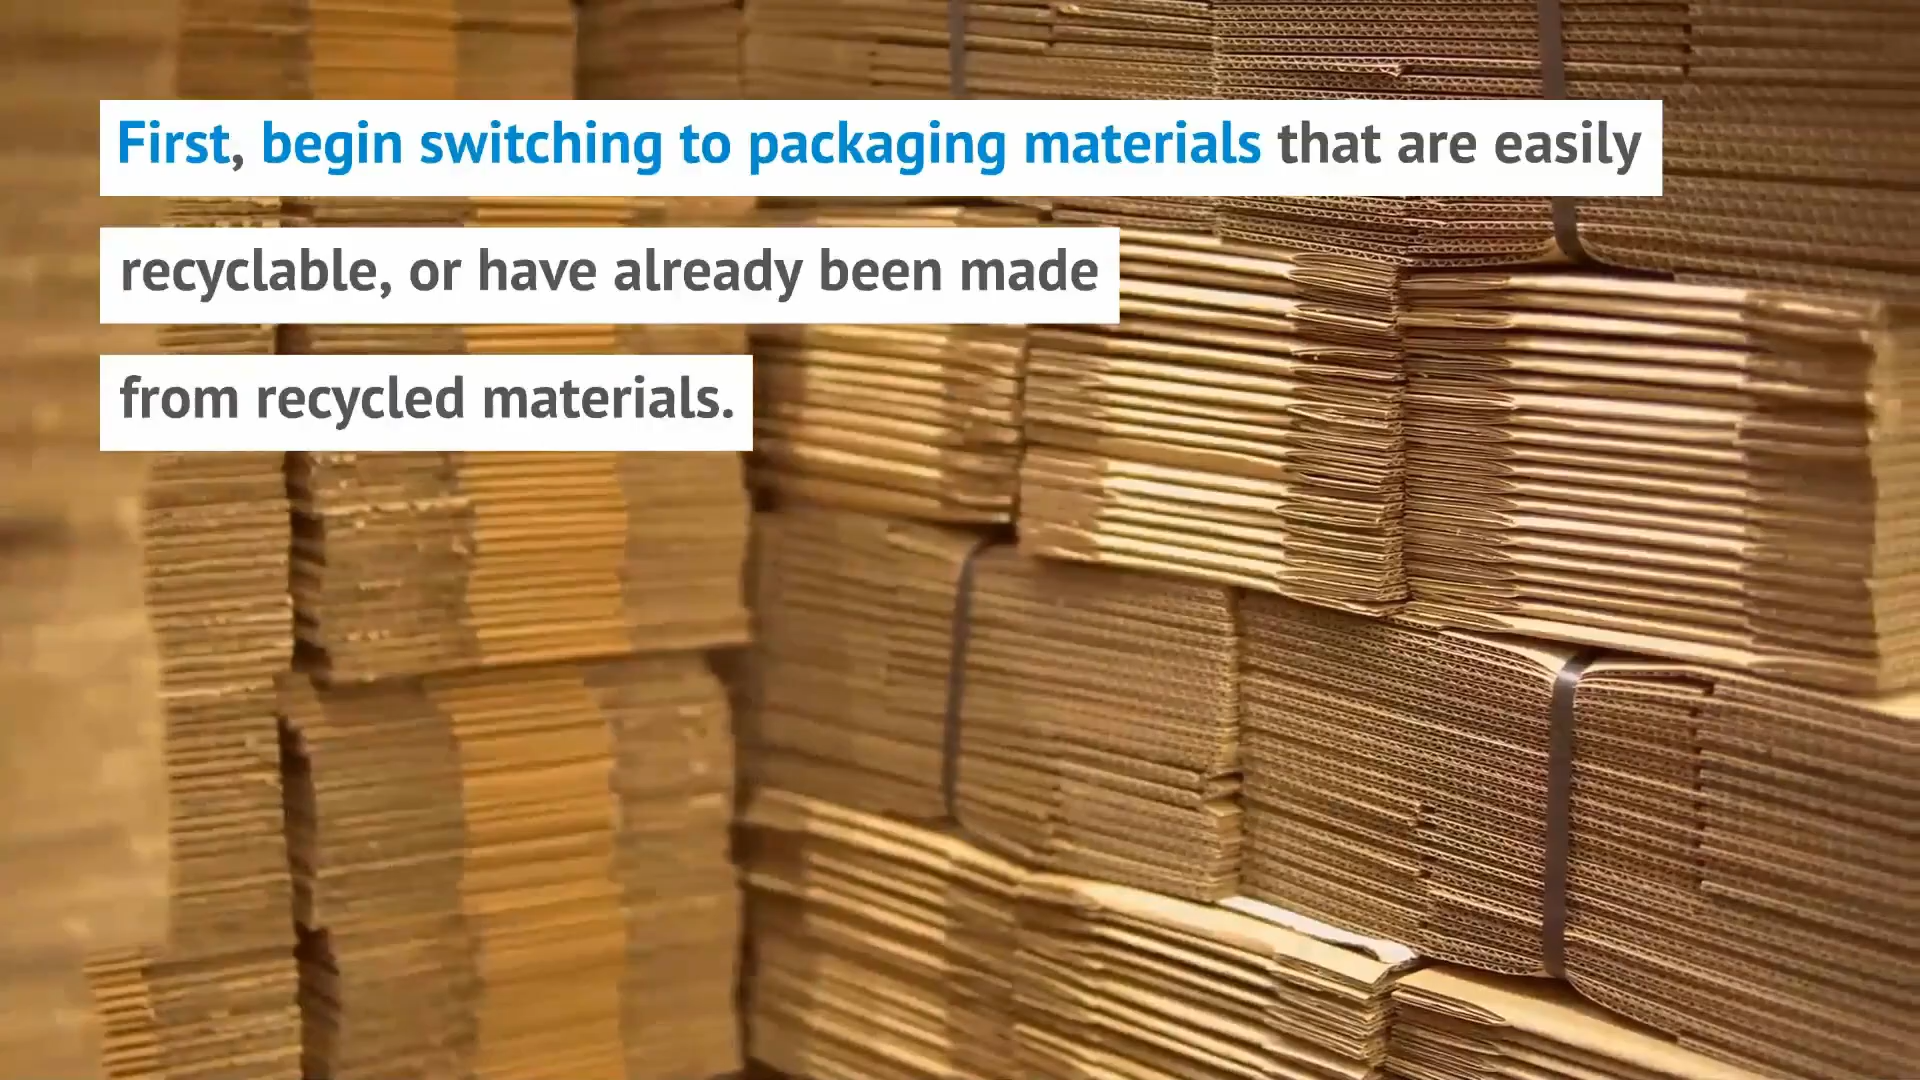 First, begin switching to packaging materials that are easily
recyclable, or have already been made
from recycled materials.